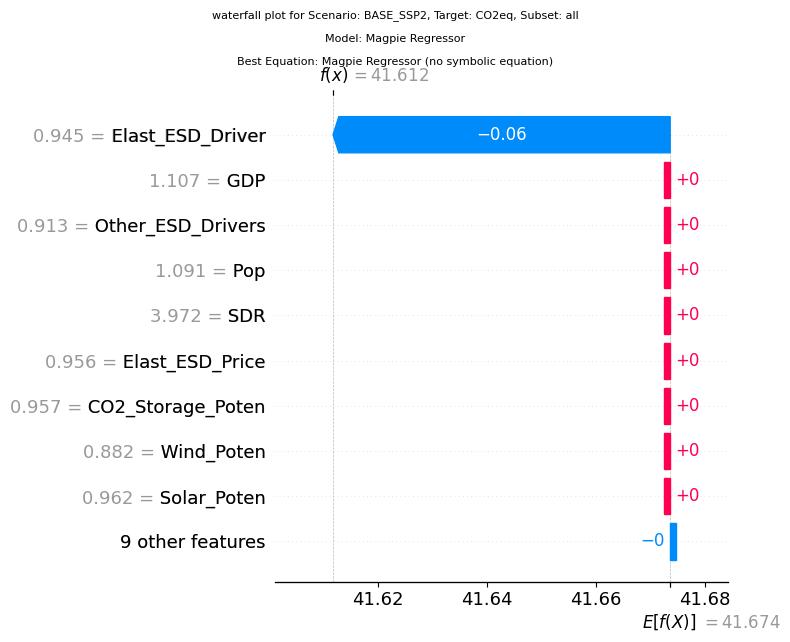 waterfall plot for Scenario: BASE_SSP2, Target: CO2eq, Subset: all
Model: Magpie Regressor
Best Equation: Magpie Regressor (no symbolic equation)
f(x) = 41.612
0.945 = Elast_ESD_Driver −0.06
1.107 = GDP +0
0.913 = Other_ESD_Drivers +0
1.091 = Pop +0
3.972 = SDR +0
0.956 = Elast_ESD_Price +0
0.957 = CO2_Storage_Poten +0
0.882 = Wind_Poten +0
0.962 = Solar_Poten +0
9 other features −0
41.62 41.64 41.66 41.68
E[f(X)] = 41.674